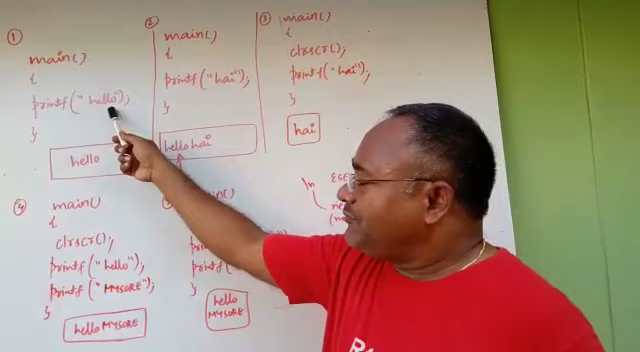 ①
main()
{
printf("hello");
}
hello
②
main()
{
printf("hai");
}
hello hai
③
main()
{
clrscr();
printf("hai");
}
hai
④
main()
{
clrscr();
printf("hello");
printf("MYSORE");
}
hello MYSORE
}
hello
MYSORE
\n